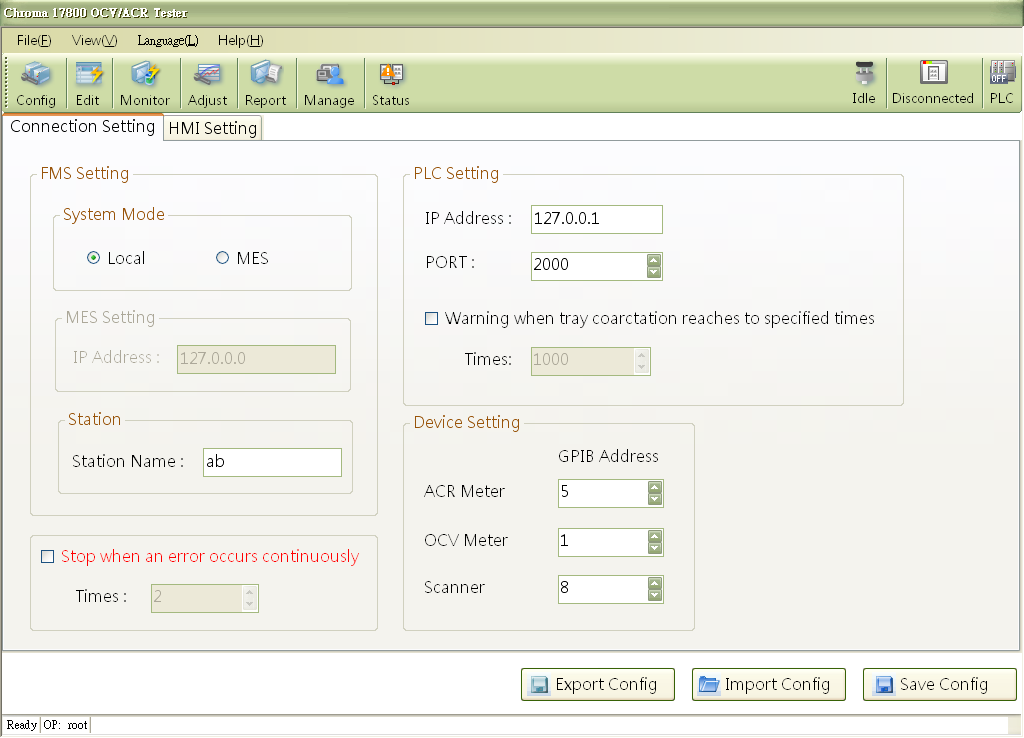 Chroma 17800 OCV/ACR Tester
File(F) View(V) Language(L) Help(H)
Config Edit Monitor Adjust Report Manage Status Idle Disconnected OFF PLC
Connection Setting HMI Setting
FMS Setting
System Mode
Local MES
MES Setting
IP Address : 127.0.0.0
Station
Station Name : ab
Stop when an error occurs continuously
Times : 2
PLC Setting
IP Address : 127.0.0.1
PORT : 2000
Warning when tray coarctation reaches to specified times
Times: 1000
Device Setting
GPIB Address
ACR Meter 5
OCV Meter 1
Scanner 8
Export Config Import Config Save Config
Ready OP: root